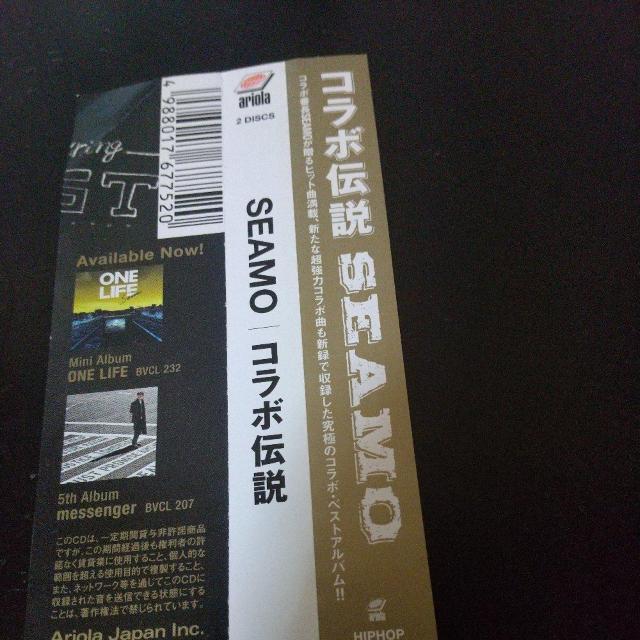 4 988017 677520
Available Now!
ONE
LIFE
Mini Album
ONE LIFE BVCL 232
5th Album
messenger BVCL 207
このCDは、一定期間賃与非許諾商品
ですが、この期間経過後も権利者の許
諾なく賃貸業に使用すること、個人的な
範囲を超える使用目的で複製すること、
また、ネットワーク等を通じてこのCDに
収録された音を送信できる状態にする
ことは、著作権法で禁じられています。
Ariola Japan Inc.
ariola
2 DISCS
SEAMO | コラボ伝説
コラボ伝説 SEAMO
ヒット曲満載、新たな超強力コラボ曲も新録で収録した究極のコラボ・ベストアルバム!!
HIPHOP